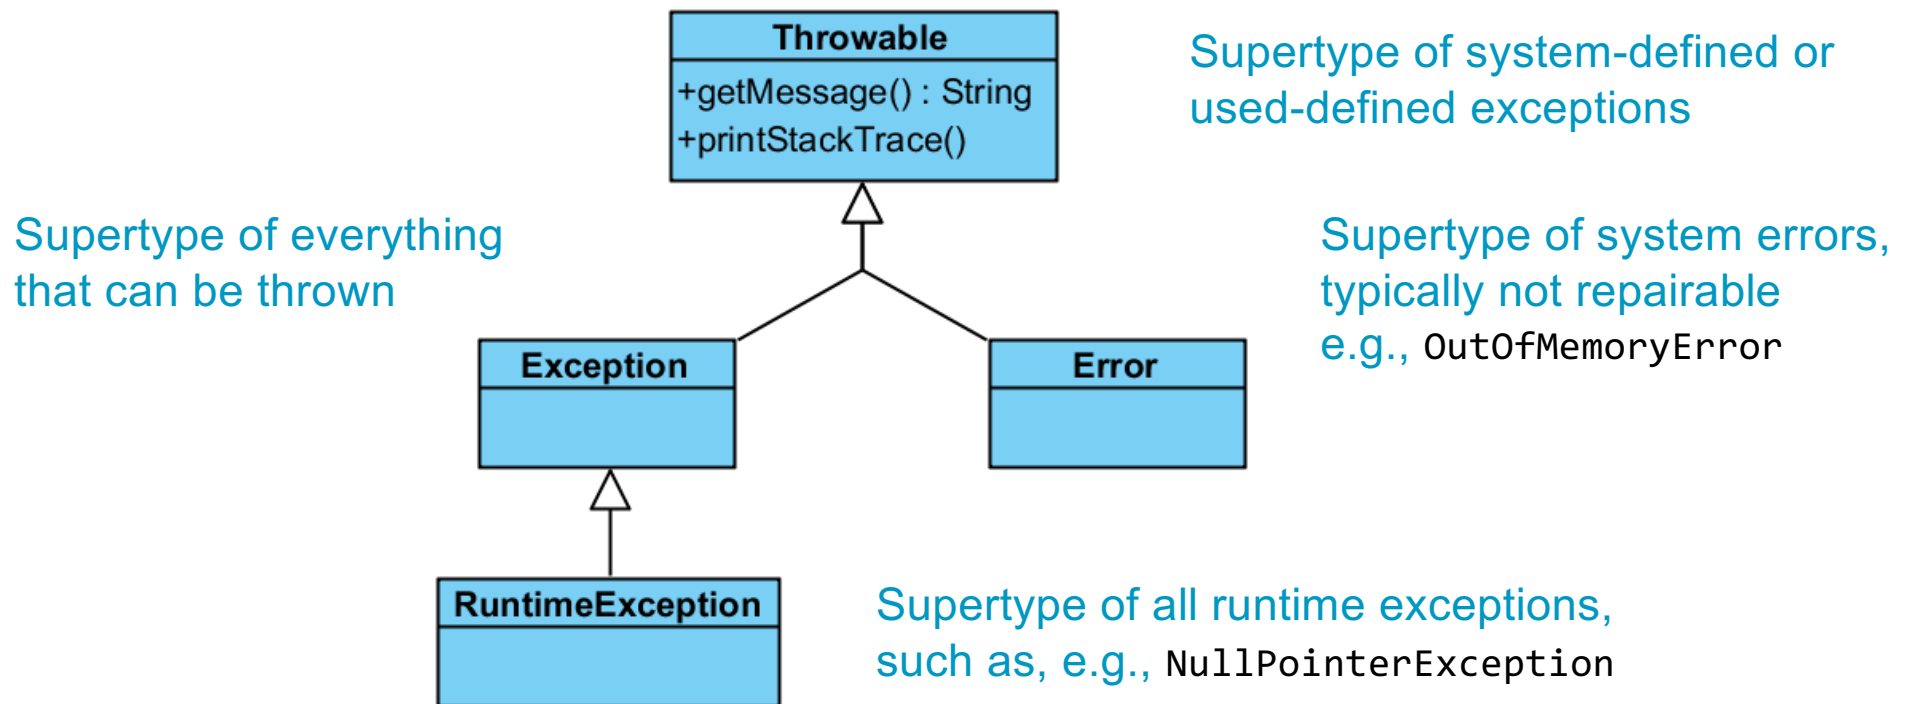 Throwable
+getMessage() : String
+printStackTrace()
Supertype of system-defined or
used-defined exceptions
Supertype of everything
that can be thrown
Supertype of system errors,
typically not repairable
e.g., OutOfMemoryError
Exception
Error
RuntimeException
Supertype of all runtime exceptions,
such as, e.g., NullPointerException